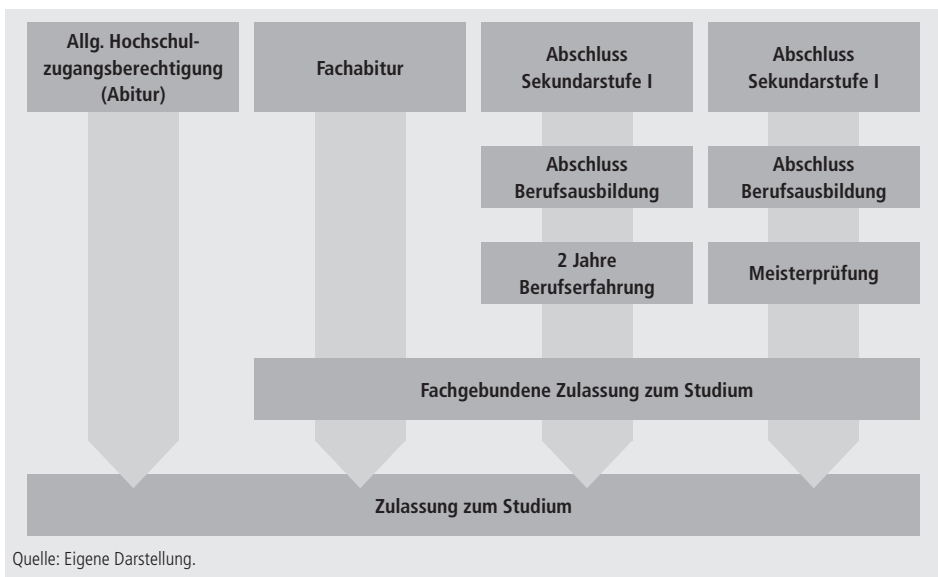 Allg. Hochschul-
zugangsberechtigung
(Abitur)
Fachabitur
Abschluss
Sekundarstufe I
Abschluss
Sekundarstufe I
Abschluss
Berufsausbildung
Abschluss
Berufsausbildung
2 Jahre
Berufserfahrung
Meisterprüfung
Fachgebundene Zulassung zum Studium
Zulassung zum Studium
Quelle: Eigene Darstellung.